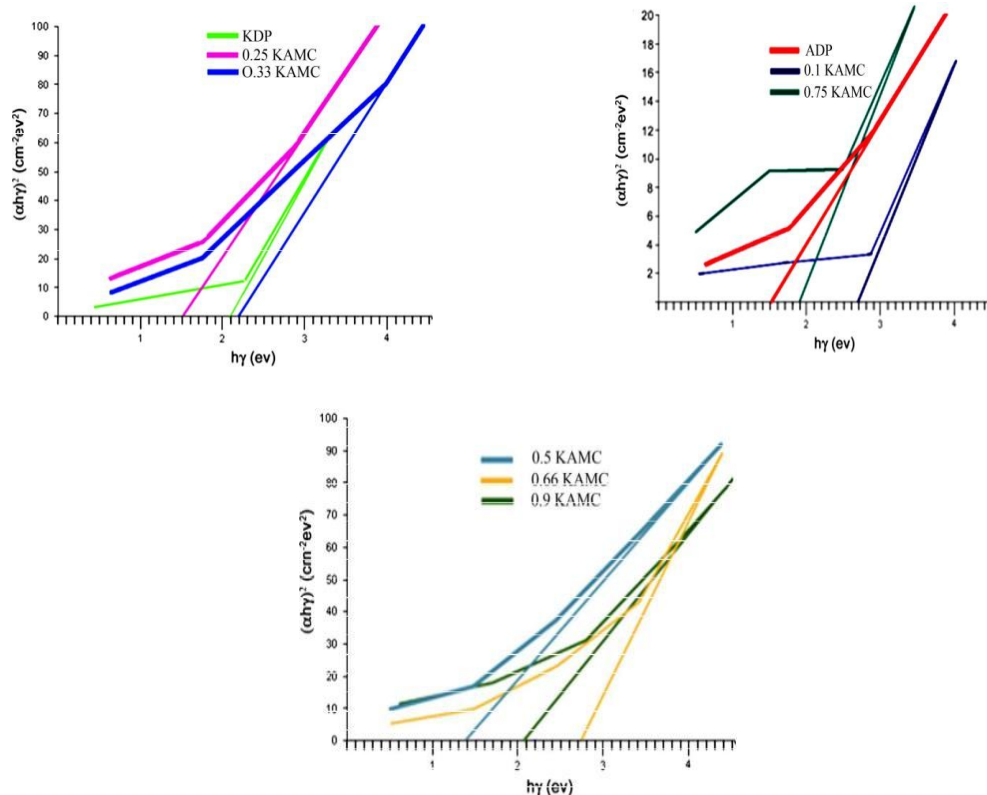 100
90
80
70
60
50
40
30
20
10
0
(αhγ)² (cm⁻²ev²)
KDP
0.25 KAMC
O.33 KAMC
1 2 3 4
hγ (ev)
20
18
16
14
12
10
8
6
4
2
(αhγ)² (cm⁻²ev²)
ADP
0.1 KAMC
0.75 KAMC
1 2 3 4
hγ (ev)
100
90
80
70
60
50
40
30
20
10
0
(αhγ)² (cm⁻²ev²)
0.5 KAMC
0.66 KAMC
0.9 KAMC
1 2 3 4
hγ (ev)